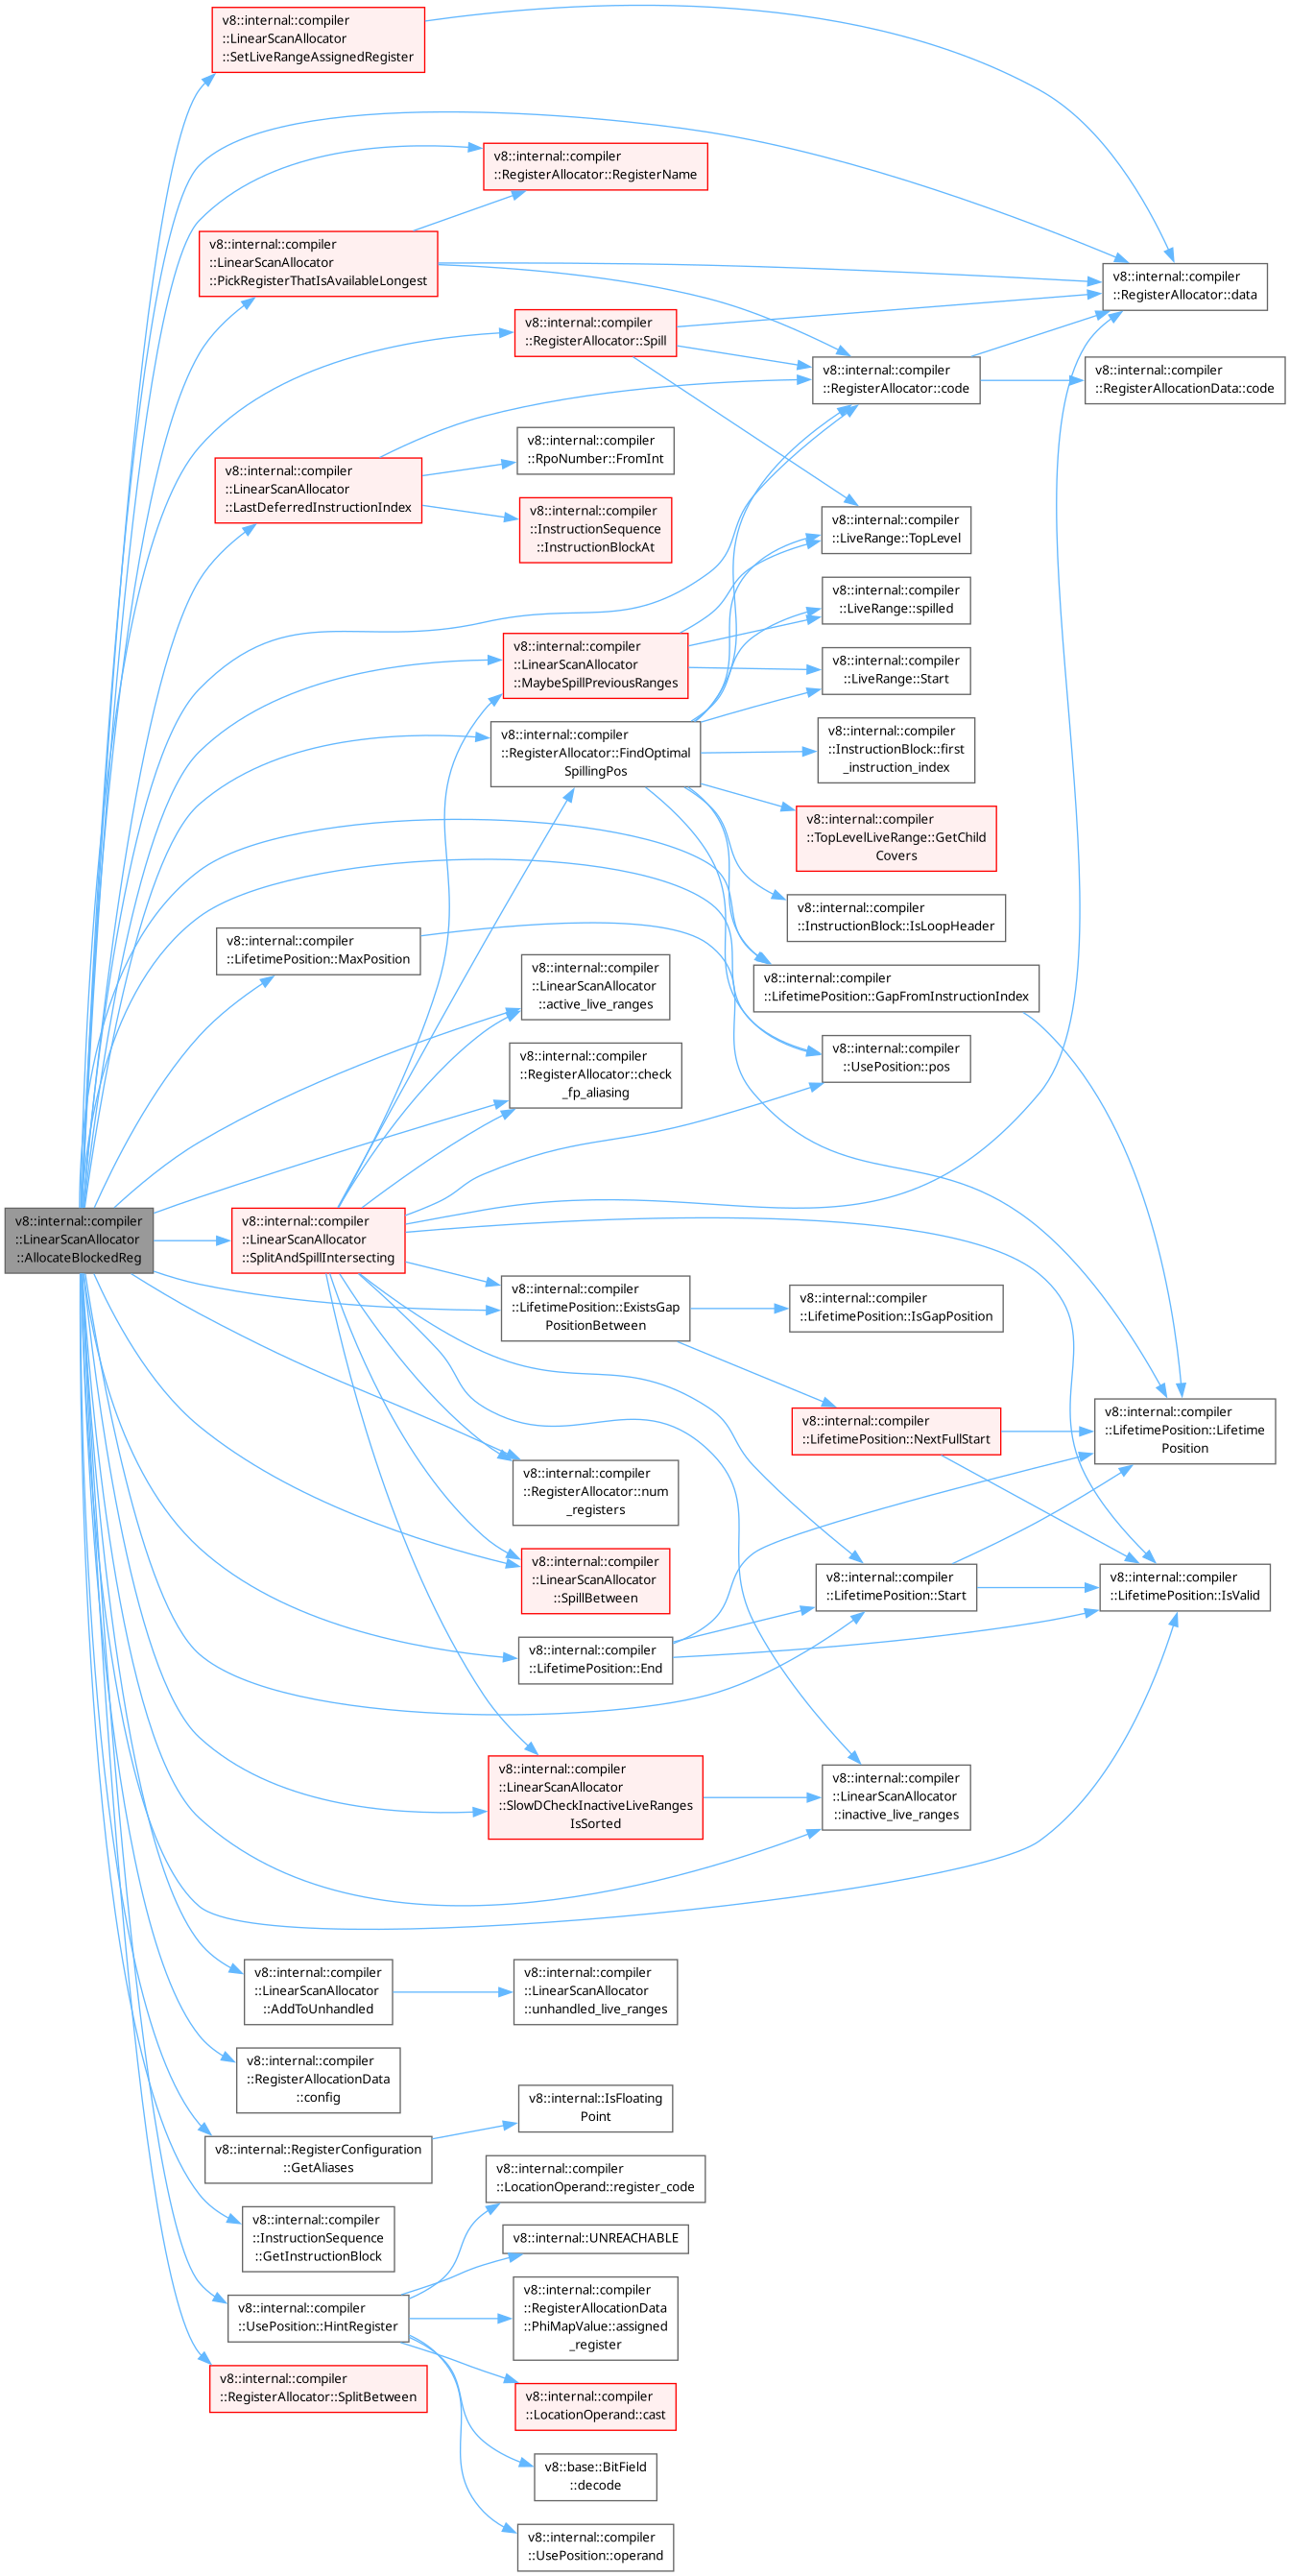 v8::internal::compiler
::LinearScanAllocator
::SetLiveRangeAssignedRegister
v8::internal::compiler
::RegisterAllocator::RegisterName
v8::internal::compiler
::LinearScanAllocator
::PickRegisterThatIsAvailableLongest
v8::internal::compiler
::RegisterAllocator::data
v8::internal::compiler
::RegisterAllocator::Spill
v8::internal::compiler
::RegisterAllocator::code
v8::internal::compiler
::RegisterAllocationData::code
v8::internal::compiler
::RpoNumber::FromInt
v8::internal::compiler
::LinearScanAllocator
::LastDeferredInstructionIndex
v8::internal::compiler
::InstructionSequence
::InstructionBlockAt
v8::internal::compiler
::LiveRange::TopLevel
v8::internal::compiler
::LiveRange::spilled
v8::internal::compiler
::LinearScanAllocator
::MaybeSpillPreviousRanges
v8::internal::compiler
::LiveRange::Start
v8::internal::compiler
::RegisterAllocator::FindOptimal
SpillingPos
v8::internal::compiler
::InstructionBlock::first
_instruction_index
v8::internal::compiler
::TopLevelLiveRange::GetChild
Covers
v8::internal::compiler
::InstructionBlock::IsLoopHeader
v8::internal::compiler
::LifetimePosition::MaxPosition
v8::internal::compiler
::LinearScanAllocator
::active_live_ranges
v8::internal::compiler
::LifetimePosition::GapFromInstructionIndex
v8::internal::compiler
::UsePosition::pos
v8::internal::compiler
::RegisterAllocator::check
_fp_aliasing
v8::internal::compiler
::LinearScanAllocator
::AllocateBlockedReg
v8::internal::compiler
::LinearScanAllocator
::SplitAndSpillIntersecting
v8::internal::compiler
::LifetimePosition::ExistsGap
PositionBetween
v8::internal::compiler
::LifetimePosition::IsGapPosition
v8::internal::compiler
::LifetimePosition::NextFullStart
v8::internal::compiler
::LifetimePosition::Lifetime
Position
v8::internal::compiler
::RegisterAllocator::num
_registers
v8::internal::compiler
::LinearScanAllocator
::SpillBetween
v8::internal::compiler
::LifetimePosition::Start
v8::internal::compiler
::LifetimePosition::IsValid
v8::internal::compiler
::LifetimePosition::End
v8::internal::compiler
::LinearScanAllocator
::SlowDCheckInactiveLiveRanges
IsSorted
v8::internal::compiler
::LinearScanAllocator
::inactive_live_ranges
v8::internal::compiler
::LinearScanAllocator
::AddToUnhandled
v8::internal::compiler
::LinearScanAllocator
::unhandled_live_ranges
v8::internal::compiler
::RegisterAllocationData
::config
v8::internal::RegisterConfiguration
::GetAliases
v8::internal::IsFloating
Point
v8::internal::compiler
::InstructionSequence
::GetInstructionBlock
v8::internal::compiler
::LocationOperand::register_code
v8::internal::UNREACHABLE
v8::internal::compiler
::UsePosition::HintRegister
v8::internal::compiler
::RegisterAllocationData
::PhiMapValue::assigned
_register
v8::internal::compiler
::RegisterAllocator::SplitBetween
v8::internal::compiler
::LocationOperand::cast
v8::base::BitField
::decode
v8::internal::compiler
::UsePosition::operand